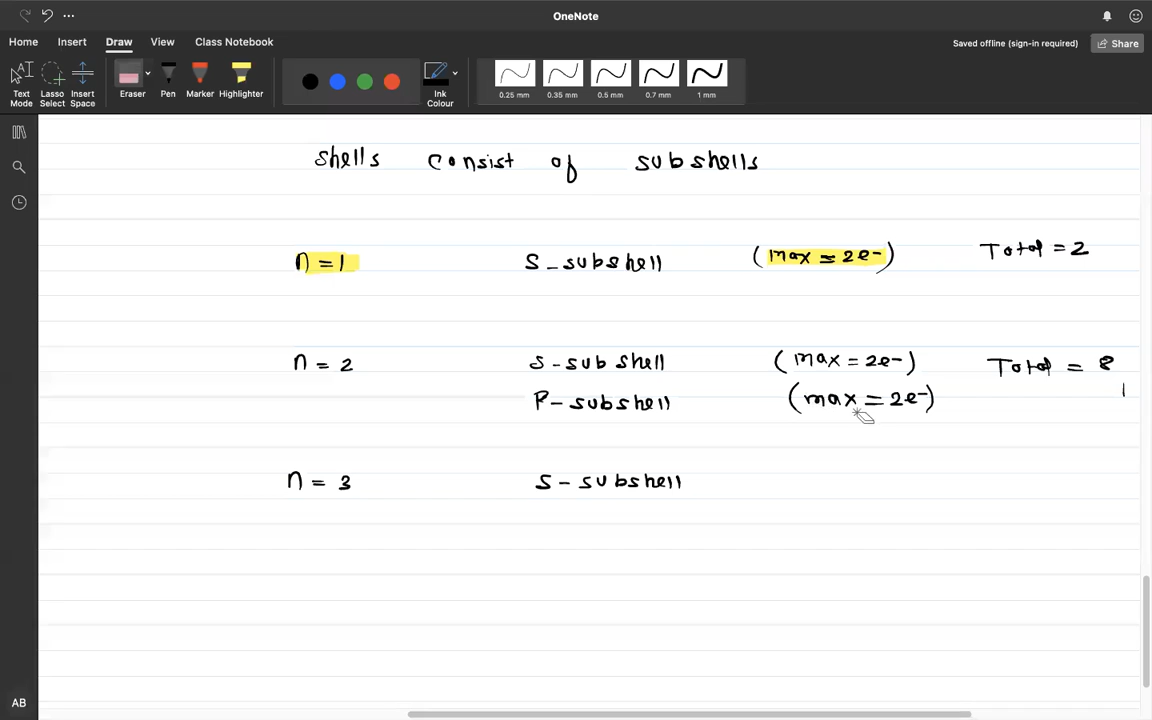 OneNote
Home Insert Draw View Class Notebook
Saved offline (sign-in required) Share
Text Mode
Lasso Select
Insert Space
Eraser
Pen
Marker
Highlighter
Ink Colour
0.25 mm 0.35 mm 0.5 mm 0.7 mm 1 mm
Shells consist of subshells
n = 1 S-subshell (max = 2e-) Total = 2
n = 2 S-subshell (max = 2e-) Total = 8
P-subshell (max = 2e-)
n = 3 S-subshell
AB